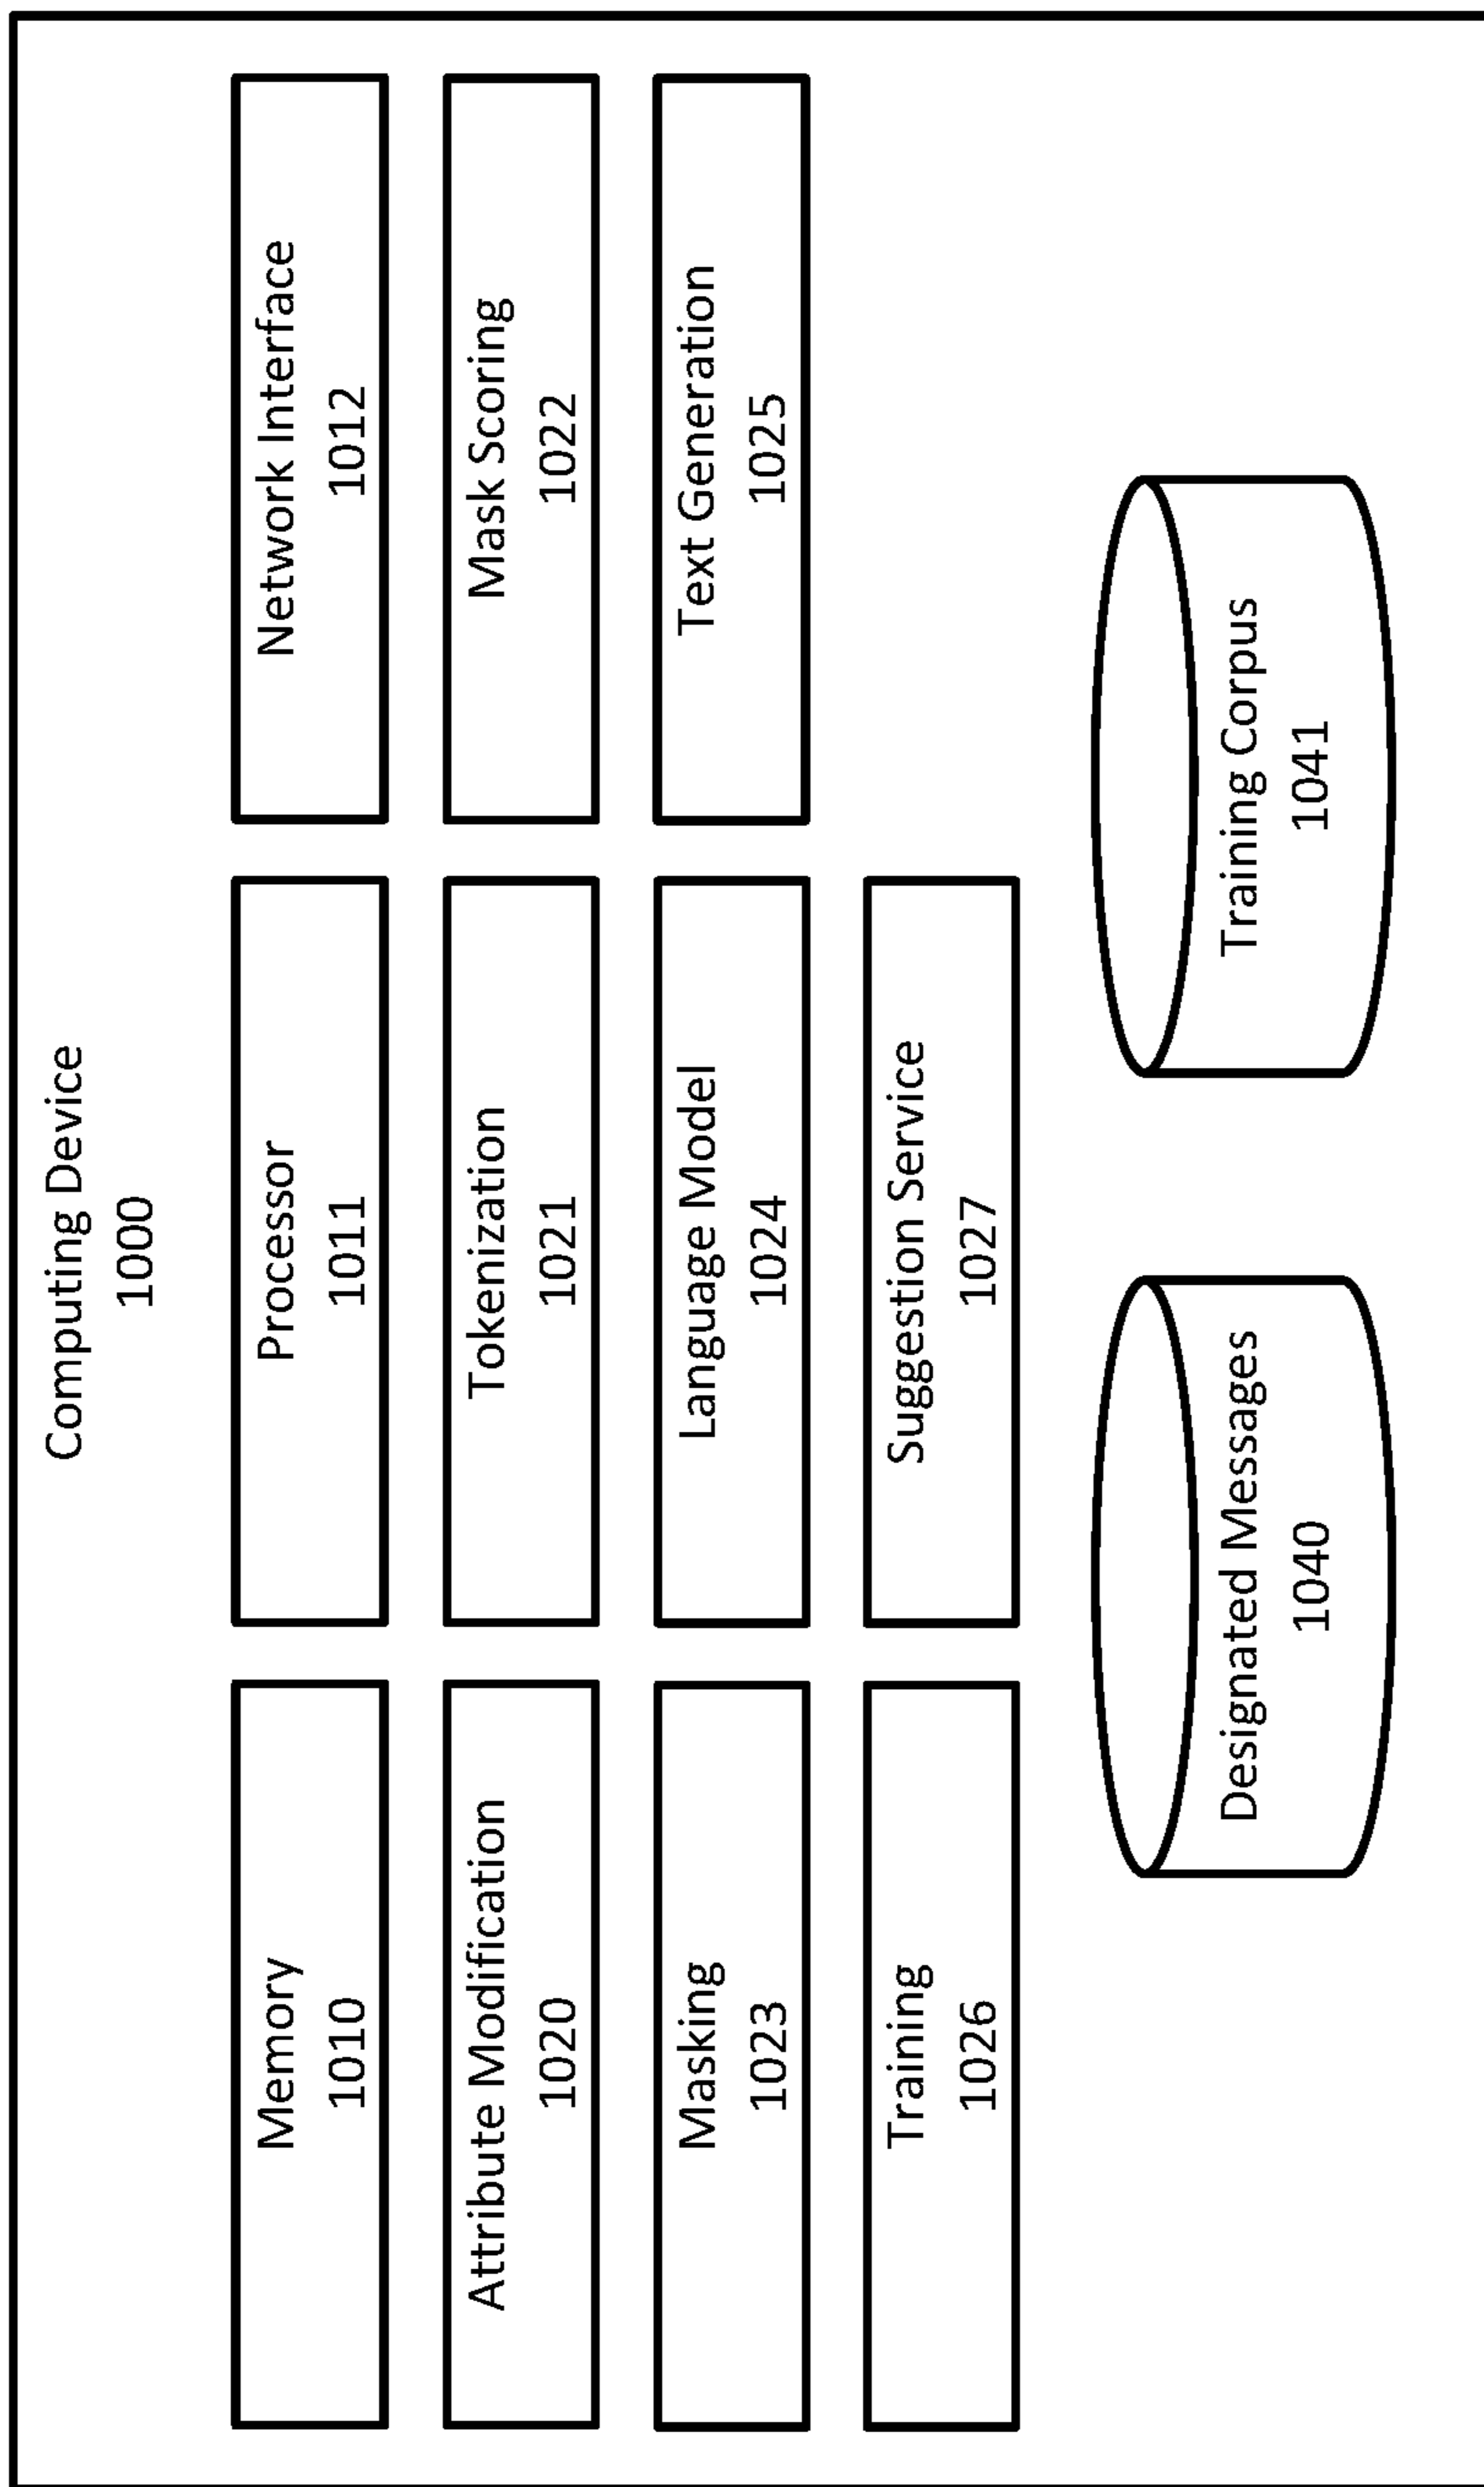 Computing Device
1000
Memory
1010
Processor
1011
Network Interface
1012
Attribute Modification
1020
Tokenization
1021
Mask Scoring
1022
Masking
1023
Language Model
1024
Text Generation
1025
Training
1026
Suggestion Service
1027
Designated Messages
1040
Training Corpus
1041